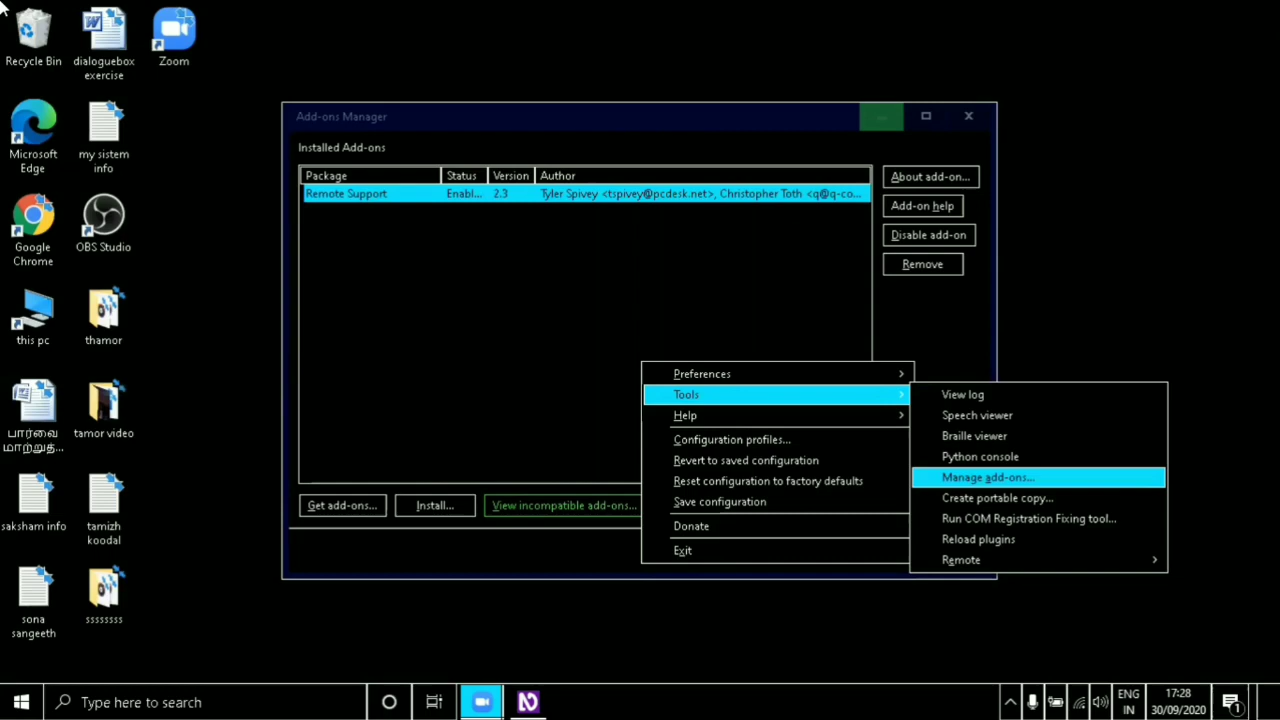 Recycle Bin
dialoguebox
exercise
Zoom
Microsoft
Edge
my sistem
info
Google
Chrome
OBS Studio
this pc
thamor
பார்வை
மாற்றுத்...
tamor video
saksham info
tamizh
koodal
sona
sangeeth
ssssssss
Add-ons Manager
Installed Add-ons
Package Status Version Author
Remote Support Enabl... 2.3 Tyler Spivey <tspivey@pcdesk.net>, Christopher Toth <q@q-co...
About add-on...
Add-on help
Disable add-on
Remove
Get add-ons... Install... View incompatible add-ons...
Preferences
Tools
Help
Configuration profiles...
Revert to saved configuration
Reset configuration to factory defaults
Save configuration
Donate
Exit
View log
Speech viewer
Braille viewer
Python console
Manage add-ons...
Create portable copy...
Run COM Registration Fixing tool...
Reload plugins
Remote
Type here to search
ENG
IN
17:28
30/09/2020
1